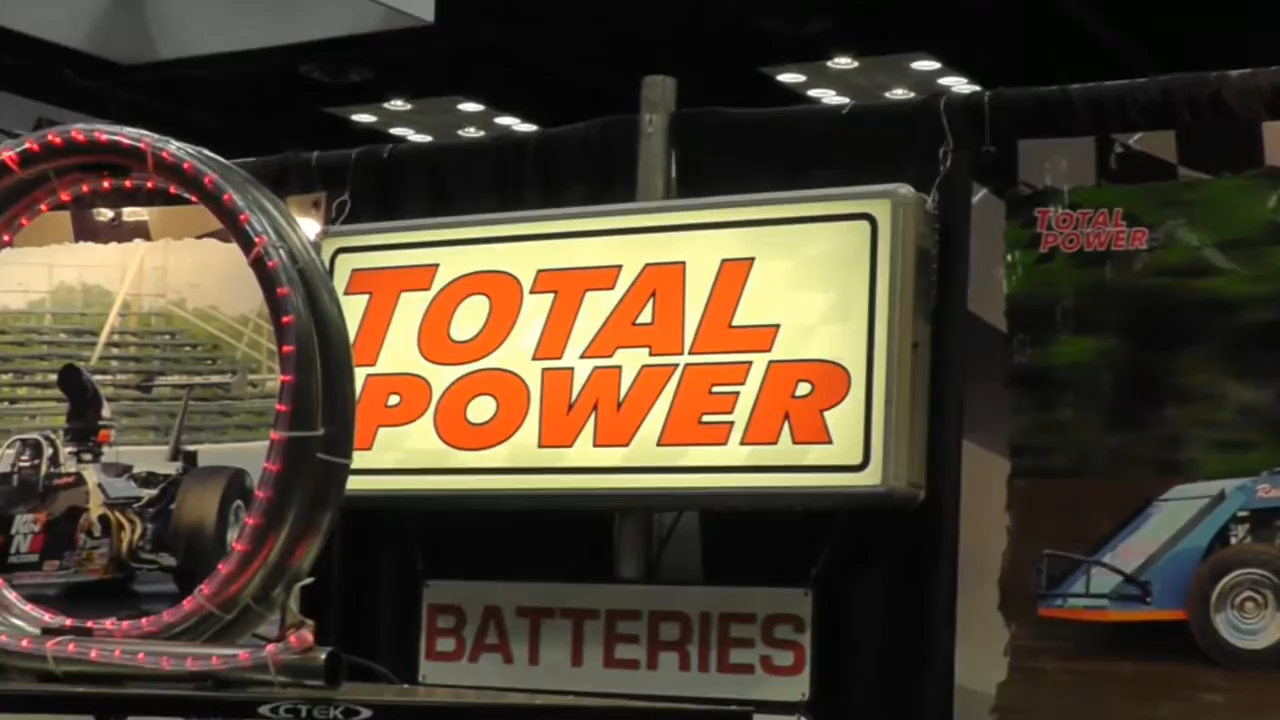 TOTAL
POWER
TOTAL
POWER
K&N
BATTERIES
CTEK